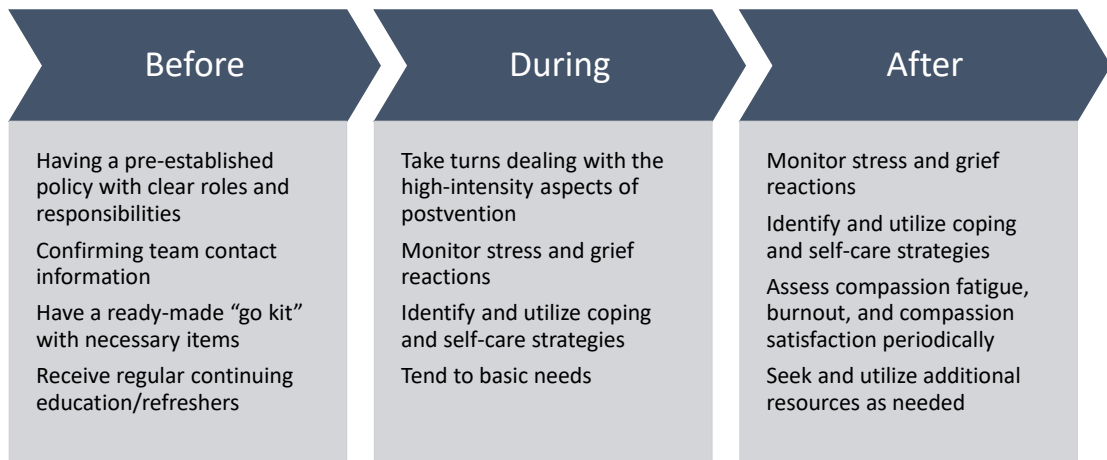 Before
Having a pre-established
policy with clear roles and
responsibilities
Confirming team contact
information
Have a ready-made “go kit”
with necessary items
Receive regular continuing
education/refreshers
During
Take turns dealing with the
high-intensity aspects of
postvention
Monitor stress and grief
reactions
Identify and utilize coping
and self-care strategies
Tend to basic needs
After
Monitor stress and grief
reactions
Identify and utilize coping
and self-care strategies
Assess compassion fatigue,
burnout, and compassion
satisfaction periodically
Seek and utilize additional
resources as needed